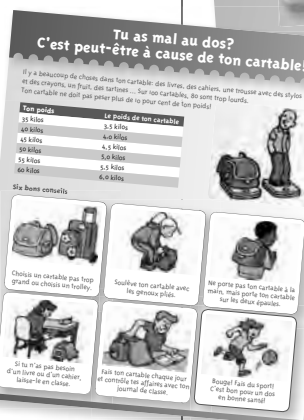 Tu as mal au dos?
C'est peut-être à cause de ton cartable!
Il y a beaucoup de choses dans ton cartable: des livres, des cahiers, une trousse avec des stylos
et des crayons, un fruit, des tartines ... Sur 100 cartables, 80 sont trop lourds.
Ton cartable ne doit pas peser plus de 10 pour cent de ton poids!
Ton poids Le poids de ton cartable
35 kilos 3.5 kilos
40 kilos 4,0 kilos
45 kilos 4,5 kilos
50 kilos 5,0 kilos
55 kilos 5,5 kilos
60 kilos 6,0 kilos
Six bons conseils
Choisis un cartable pas trop
grand ou choisis un trolley.
Soulève ton cartable avec
les genoux pliés.
Ne porte pas ton cartable à la
main, mais porte ton cartable
sur les deux épaules.
Si tu n'as pas besoin
d'un livre ou d'un cahier,
laisse-le en classe.
Fais ton cartable chaque jour
et contrôle tes affaires avec ton
journal de classe.
Bouge! Fais du sport!
C'est bon pour un dos
en bonne santé!